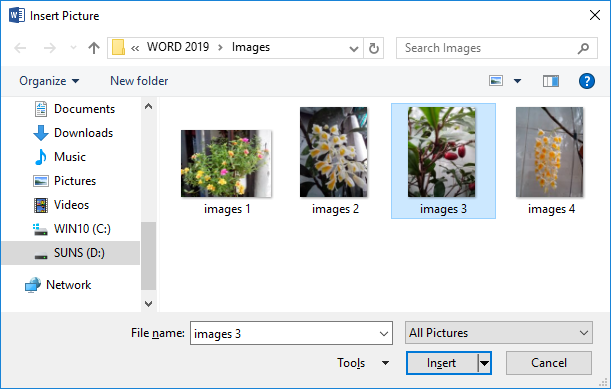 Insert Picture
« WORD 2019 > Images
Search Images
Organize New folder
Documents
Downloads
Music
Pictures
Videos
WIN10 (C:)
SUNS (D:)
Network
images 1 images 2 images 3 images 4
File name: images 3 All Pictures
Tools Insert Cancel